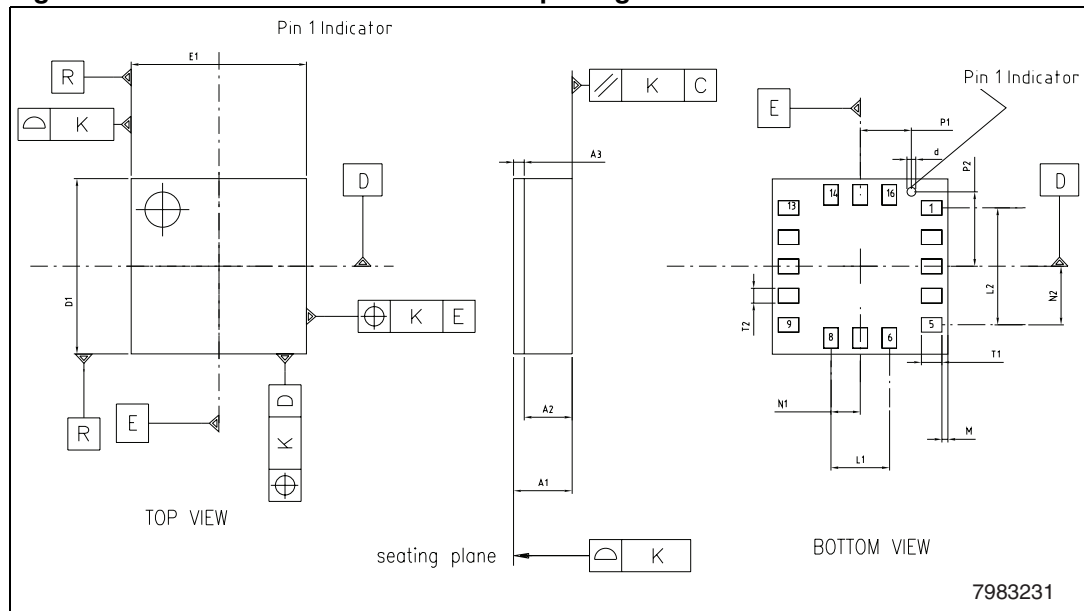 Pin 1 Indicator
E1
R
K
D
D1
K
E
R
E
D
K
TOP VIEW
K
C
A3
A2
A1
seating plane
K
Pin 1 Indicator
E
P1
d
P2
D
14
16
13
1
L2
N2
T2
9
5
8
6
T1
N1
M
L1
BOTTOM VIEW
7983231